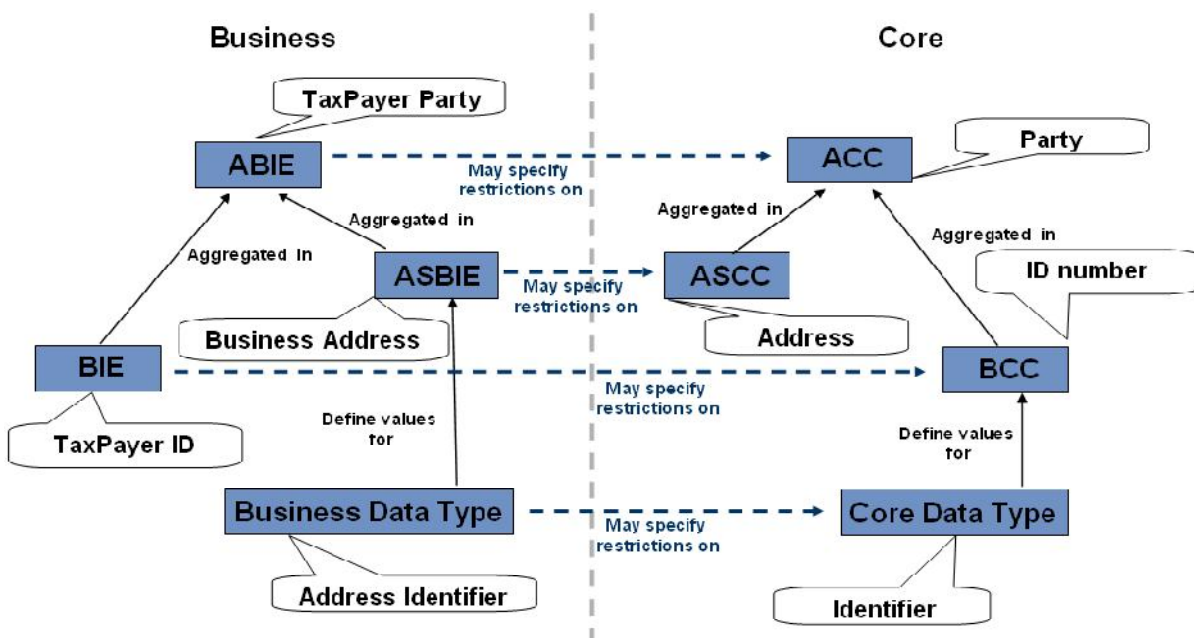 Business
Core
TaxPayer Party
ABIE
ACC
Party
May specify
restrictions on
Aggregated in
Aggregated in
Aggregated in
Aggregated in
ID number
ASBIE
ASCC
May specify
restrictions on
Business Address
Address
BIE
BCC
May specify
restrictions on
TaxPayer ID
Define values
for
Define values
for
Business Data Type
Core Data Type
May specify
restrictions on
Address Identifier
Identifier